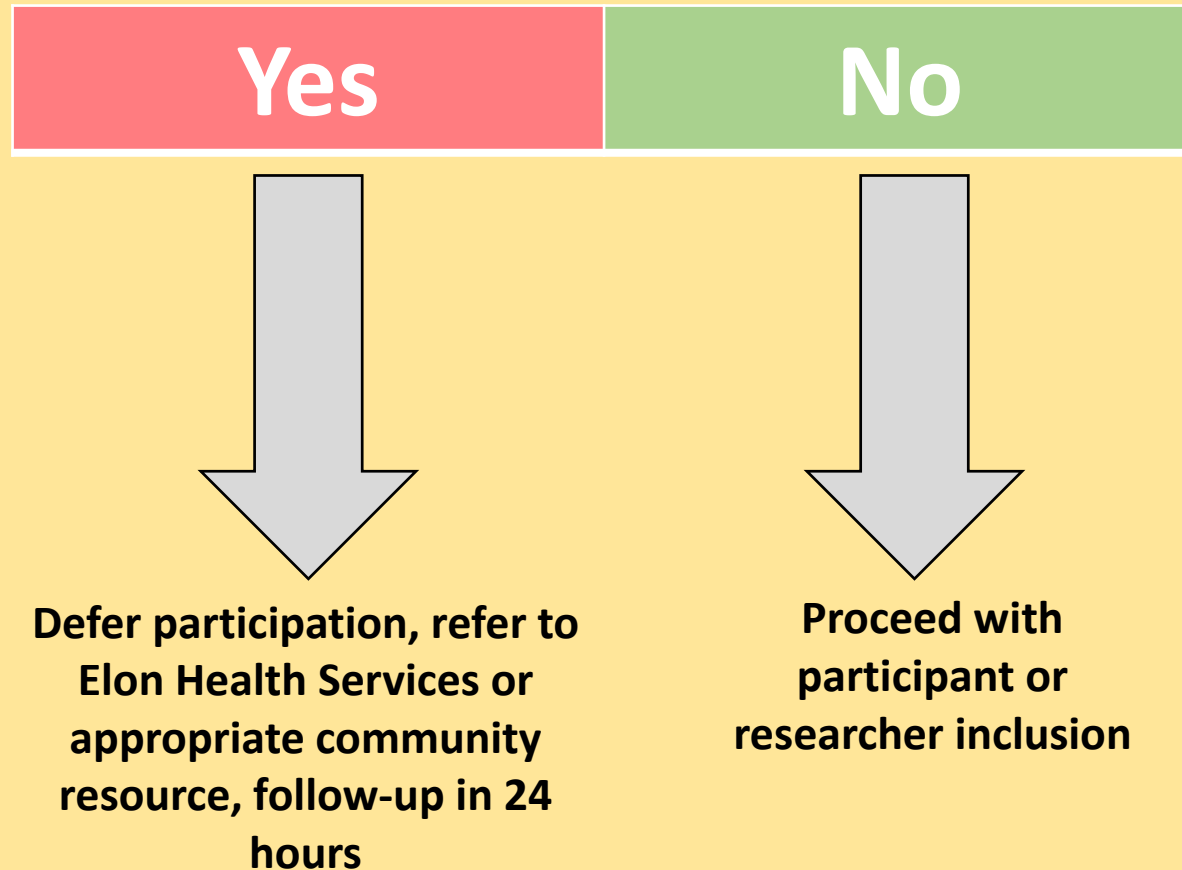 Yes
No
Defer participation, refer to
Elon Health Services or
appropriate community
resource, follow-up in 24
hours
Proceed with
participant or
researcher inclusion